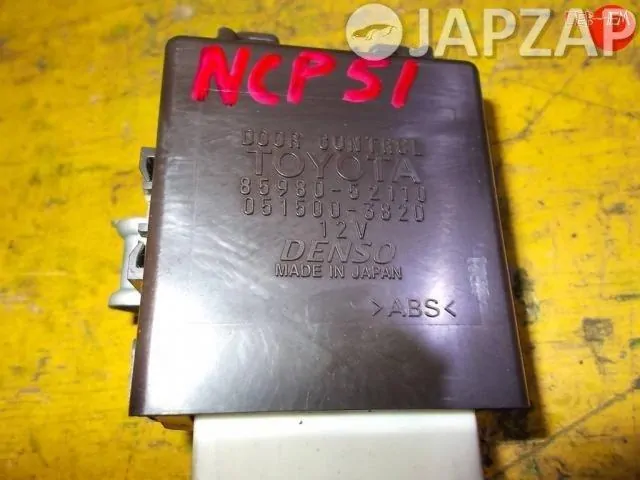 JAPZAP
NCP51
DOOR CONTROL
TOYOTA
85980-52110
051500-3820
12V
DENSO
MADE IN JAPAN
>ABS<